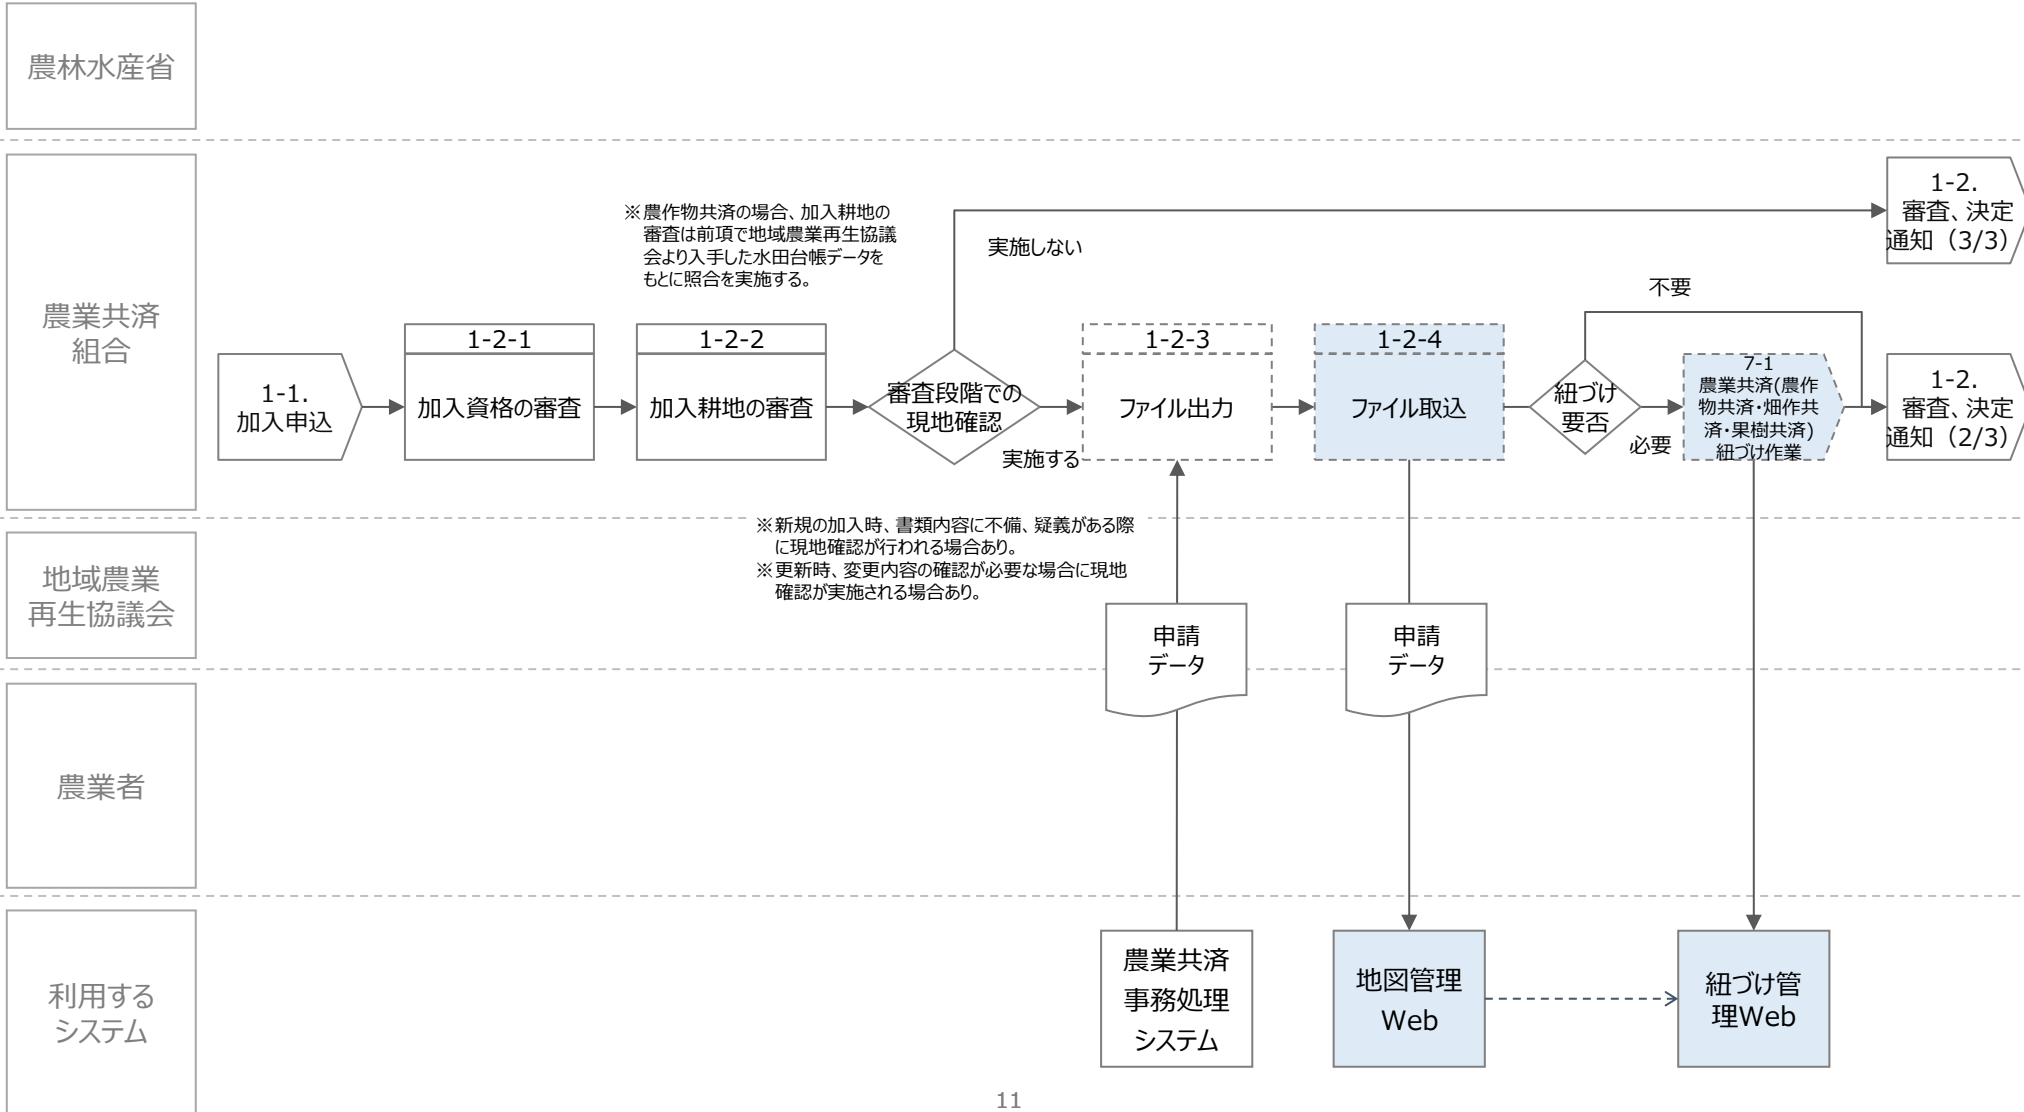 農林水産省
農業共済
組合
1-1.
加入申込
1-2-1
加入資格の審査
※農作物共済の場合、加入耕地の
審査は前項で地域農業再生協議
会より入手した水田台帳データを
もとに照合を実施する。
1-2-2
加入耕地の審査
審査段階での
現地確認
実施しない
実施する
1-2-3
ファイル出力
1-2-4
ファイル取込
紐づけ
要否
不要
必要
7-1
農業共済(農作
物共済・畑作共
済・果樹共済)
紐づけ作業
1-2.
審査、決定
通知（3/3）
1-2.
審査、決定
通知（2/3）
※新規の加入時、書類内容に不備、疑義がある際
に現地確認が行われる場合あり。
※更新時、変更内容の確認が必要な場合に現地
確認が実施される場合あり。
地域農業
再生協議会
申請
データ
申請
データ
農業者
利用する
システム
農業共済
事務処理
システム
地図管理
Web
紐づけ管
理Web
11